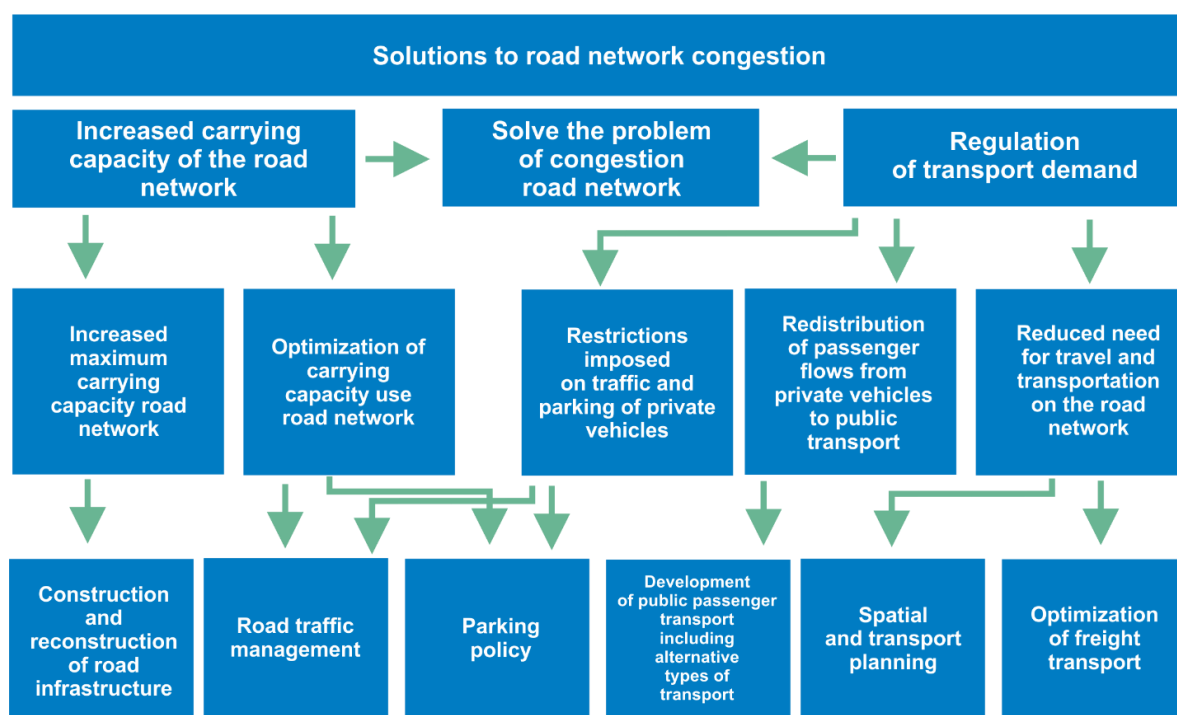 Solutions to road network congestion
Increased carrying
capacity of the road
network
Solve the problem
of congestion
road network
Regulation
of transport demand
Increased
maximum
carrying
capacity road
network
Optimization of
carrying
capacity use
road network
Restrictions
imposed
on traffic and
parking of private
vehicles
Redistribution
of passenger
flows from
private vehicles
to public
transport
Reduced need
for travel and
transportation
on the road
network
Construction
and
reconstruction
of road
infrastructure
Road traffic
management
Parking
policy
Development
of public passenger
transport
including
alternative
types of
transport
Spatial
and transport
planning
Optimization
of freight
transport